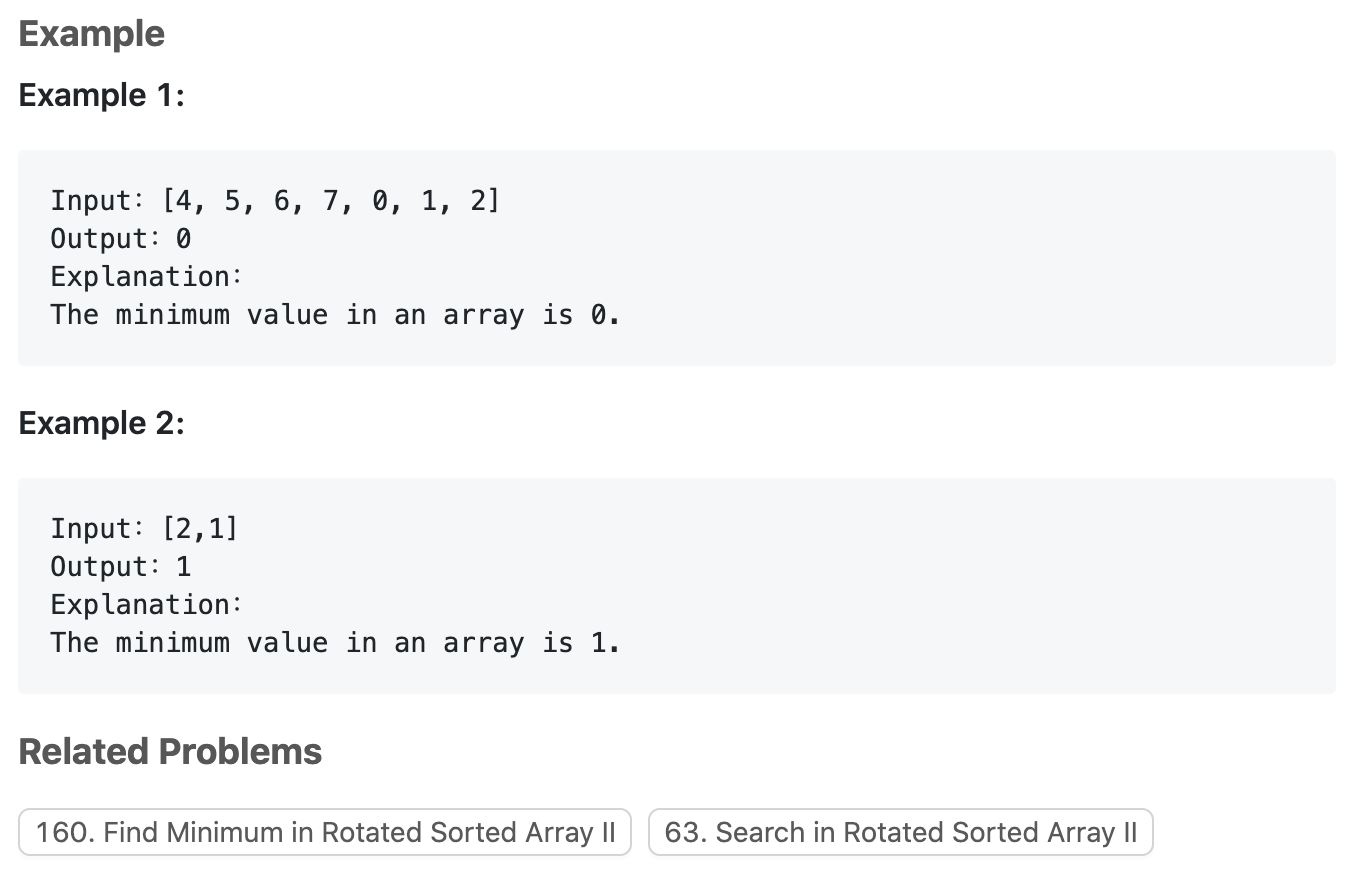 Example
Example 1:
Input: [4, 5, 6, 7, 0, 1, 2]
Output: 0
Explanation:
The minimum value in an array is 0.
Example 2:
Input: [2,1]
Output: 1
Explanation:
The minimum value in an array is 1.
Related Problems
160. Find Minimum in Rotated Sorted Array II 63. Search in Rotated Sorted Array II